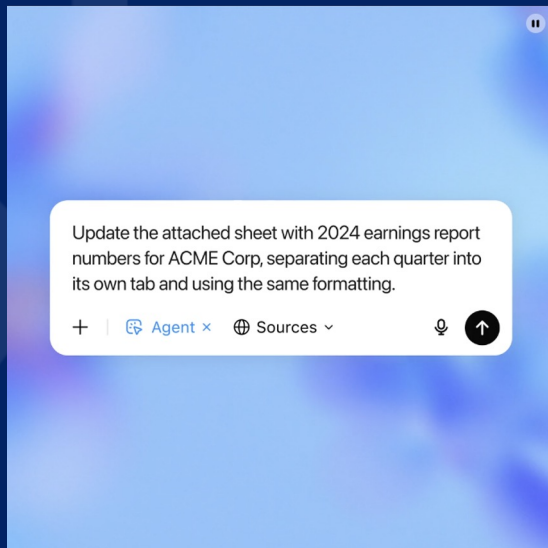 Update the attached sheet with 2024 earnings report
numbers for ACME Corp, separating each quarter into
its own tab and using the same formatting.
Agent
Sources